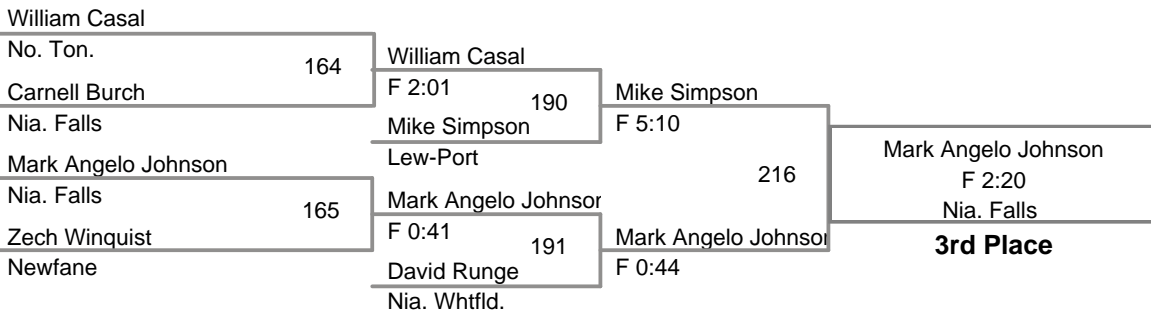 William Casal
No. Ton.
164
Carnell Burch
Nia. Falls
Mark Angelo Johnson
Nia. Falls
165
Zech Winquist
Newfane
William Casal
F 2:01
190
Mike Simpson
Lew-Port
Mark Angelo Johnsor
F 0:41
191
David Runge
Nia. Whtfld.
Mike Simpson
F 5:10
216
Mark Angelo Johnsor
F 0:44
Mark Angelo Johnson
F 2:20
Nia. Falls
3rd Place